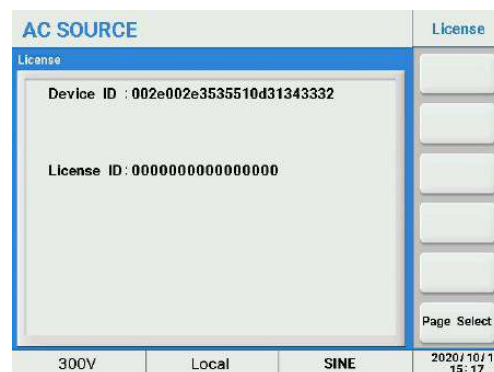 AC SOURCE
License
License
Device ID :002e002e3535510d31343332
License ID:0000000000000000
Page Select
300V
Local
SINE
2020/10/1
15:17